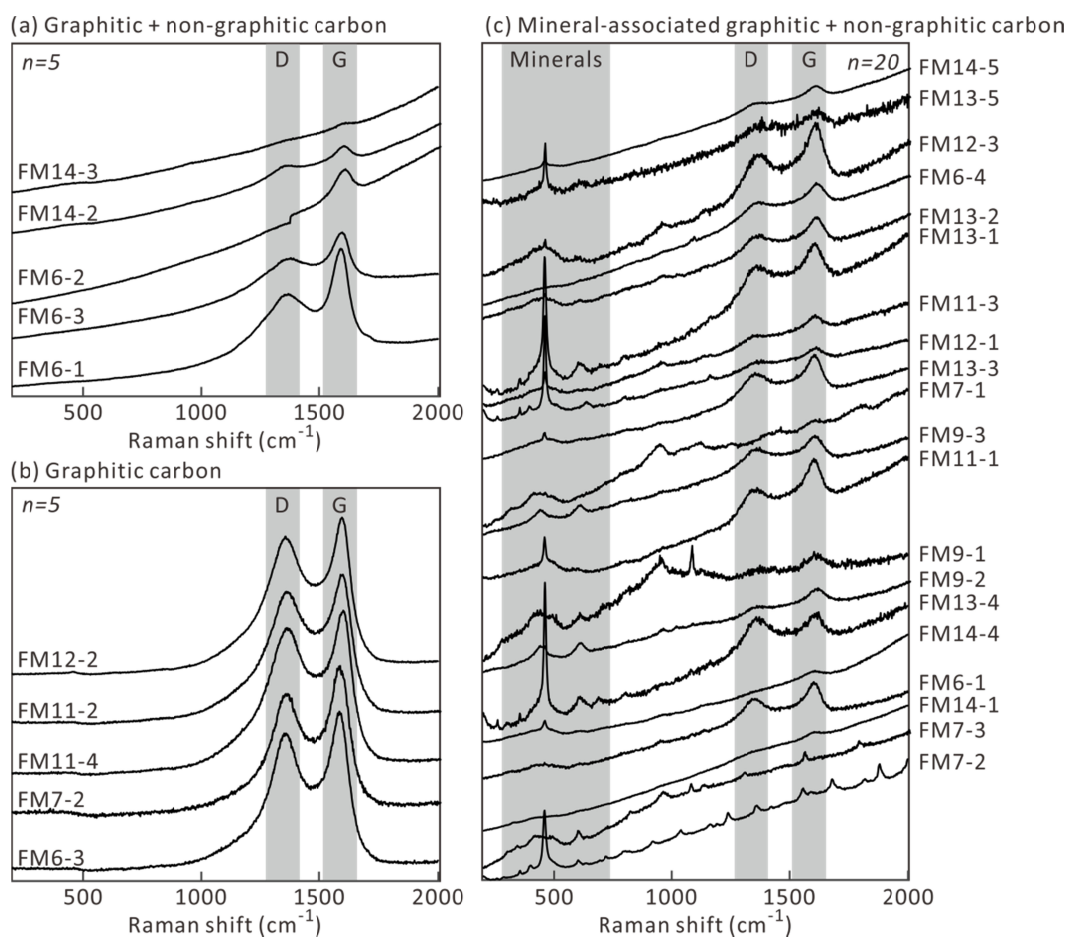 (a) Graphitic + non-graphitic carbon
n=5
D
G
FM14-3
FM14-2
FM6-2
FM6-3
FM6-1
500
1000
1500
2000
Raman shift (cm⁻¹)
(b) Graphitic carbon
n=5
D
G
FM12-2
FM11-2
FM11-4
FM7-2
FM6-3
500
1000
1500
2000
Raman shift (cm⁻¹)
(c) Mineral-associated graphitic + non-graphitic carbon
Minerals
D
G
n=20
FM14-5
FM13-5
FM12-3
FM6-4
FM13-2
FM13-1
FM11-3
FM12-1
FM13-3
FM7-1
FM9-3
FM11-1
FM9-1
FM9-2
FM13-4
FM14-4
FM6-1
FM14-1
FM7-3
FM7-2
500
1000
1500
2000
Raman shift (cm⁻¹)